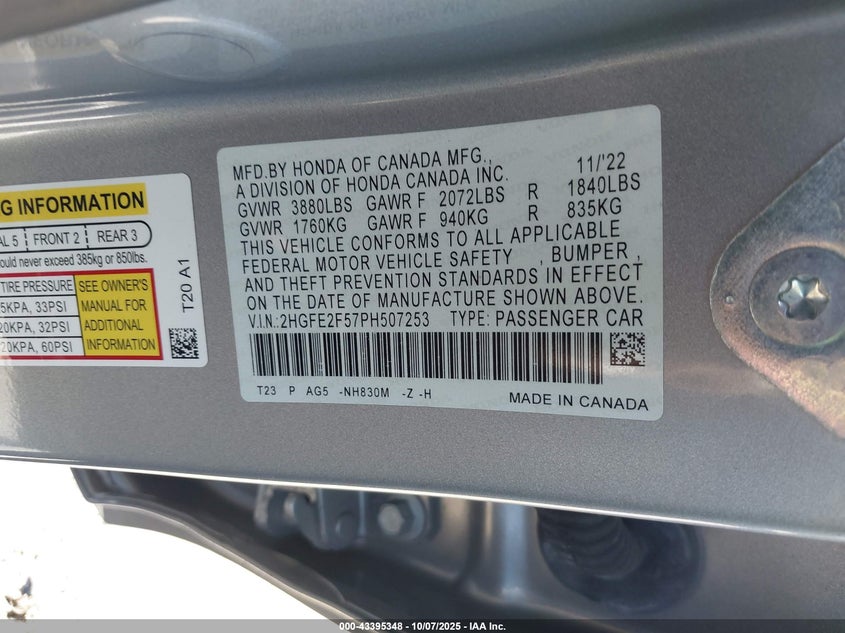 G INFORMATION
AL 5 FRONT 2 REAR 3
ould never exceed 385kg or 850lbs.
TIRE PRESSURE SEE OWNER'S
5KPA, 33PSI MANUAL FOR
20KPA, 32PSI ADDITIONAL
20KPA, 60PSI INFORMATION
T20 A1
MFD.BY HONDA OF CANADA MFG., 11/'22
A DIVISION OF HONDA CANADA INC.
GVWR 3880LBS GAWR F 2072LBS R 1840LBS
GVWR 1760KG GAWR F 940KG R 835KG
THIS VEHICLE CONFORMS TO ALL APPLICABLE
FEDERAL MOTOR VEHICLE SAFETY , BUMPER ,
AND THEFT PREVENTION STANDARDS IN EFFECT
ON THE DATE OF MANUFACTURE SHOWN ABOVE.
V.I.N.:2HGFE2F57PH507253 TYPE: PASSENGER CAR
T23 P AG5 -NH830M -Z -H
MADE IN CANADA
000-43395348 - 10/07/2025 - IAA Inc.